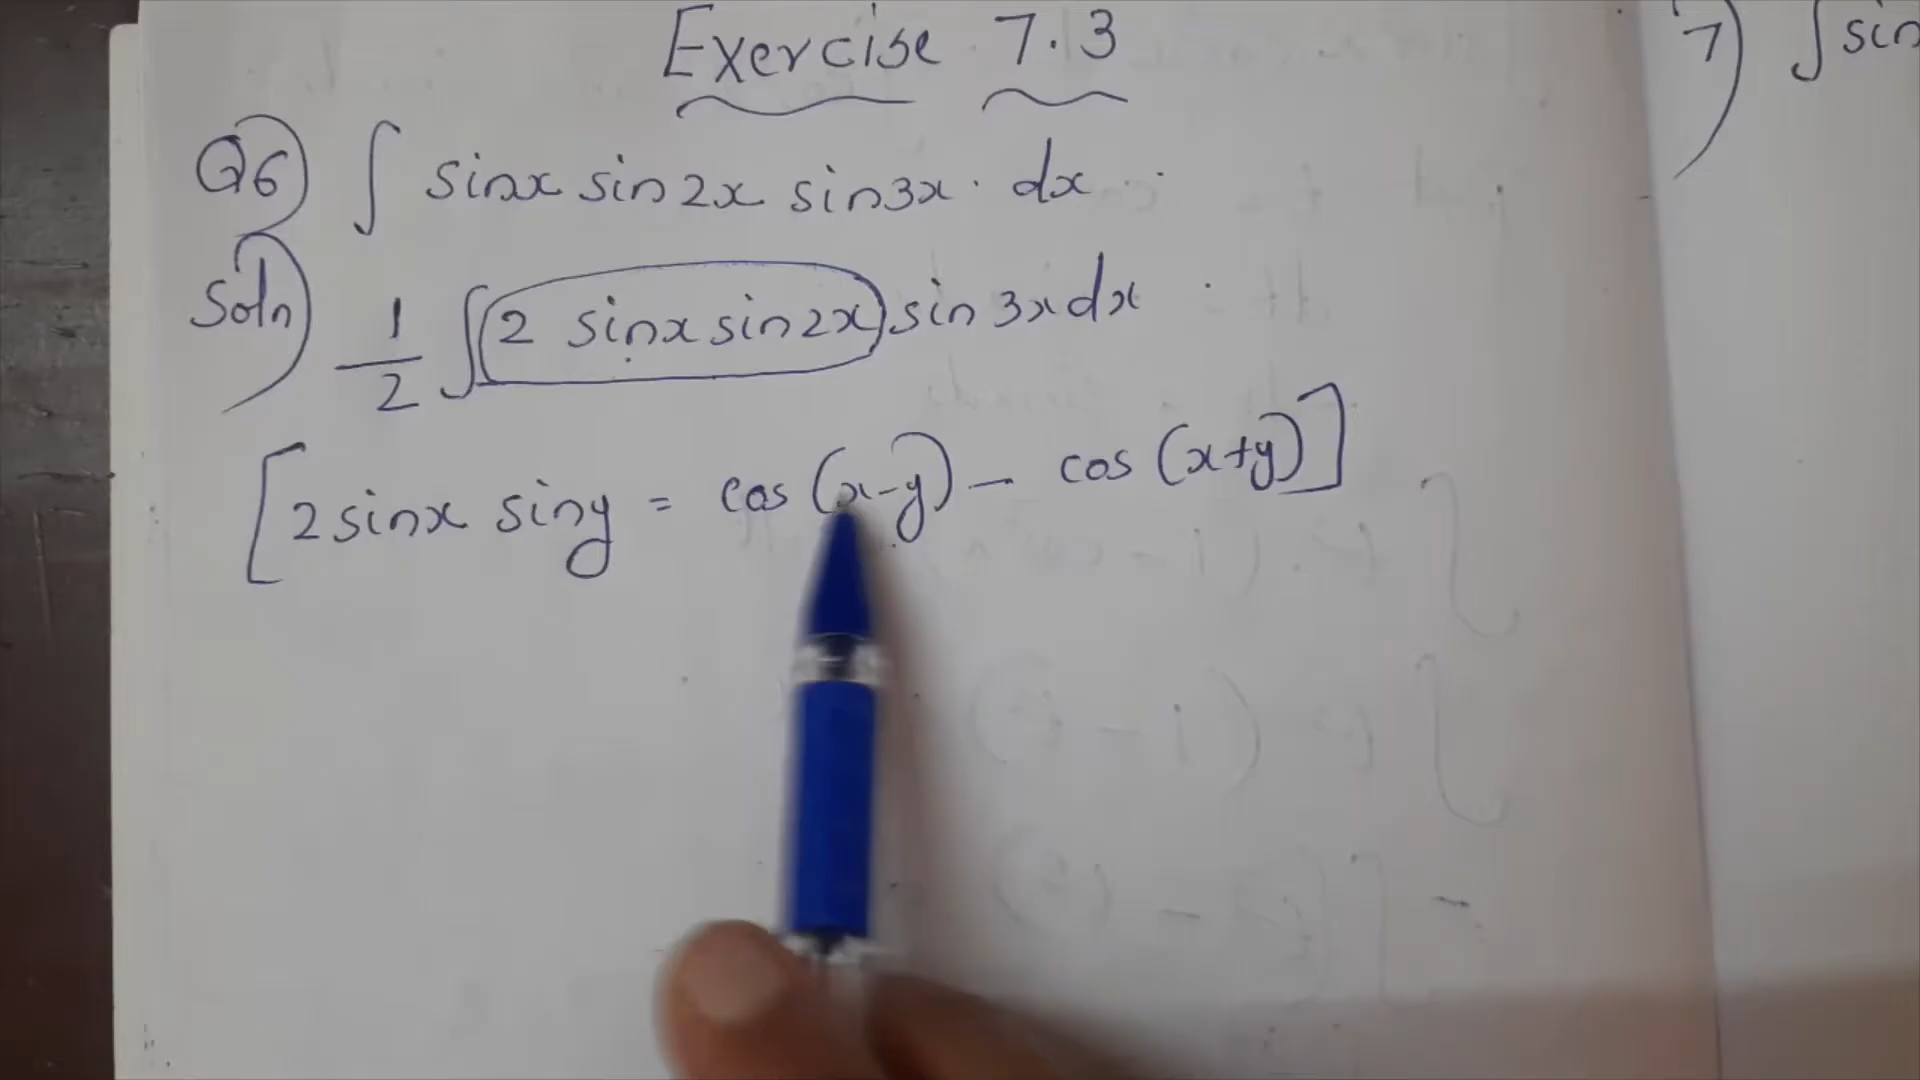 Exercise 7.3
Q6) ∫ sinx sin2x sin3x . dx .
Soln) 1/2 ∫ (2 sinx sin2x) sin3x dx .
[2sinx siny = cos (x-y) - cos (x+y)]
7) ∫ sin